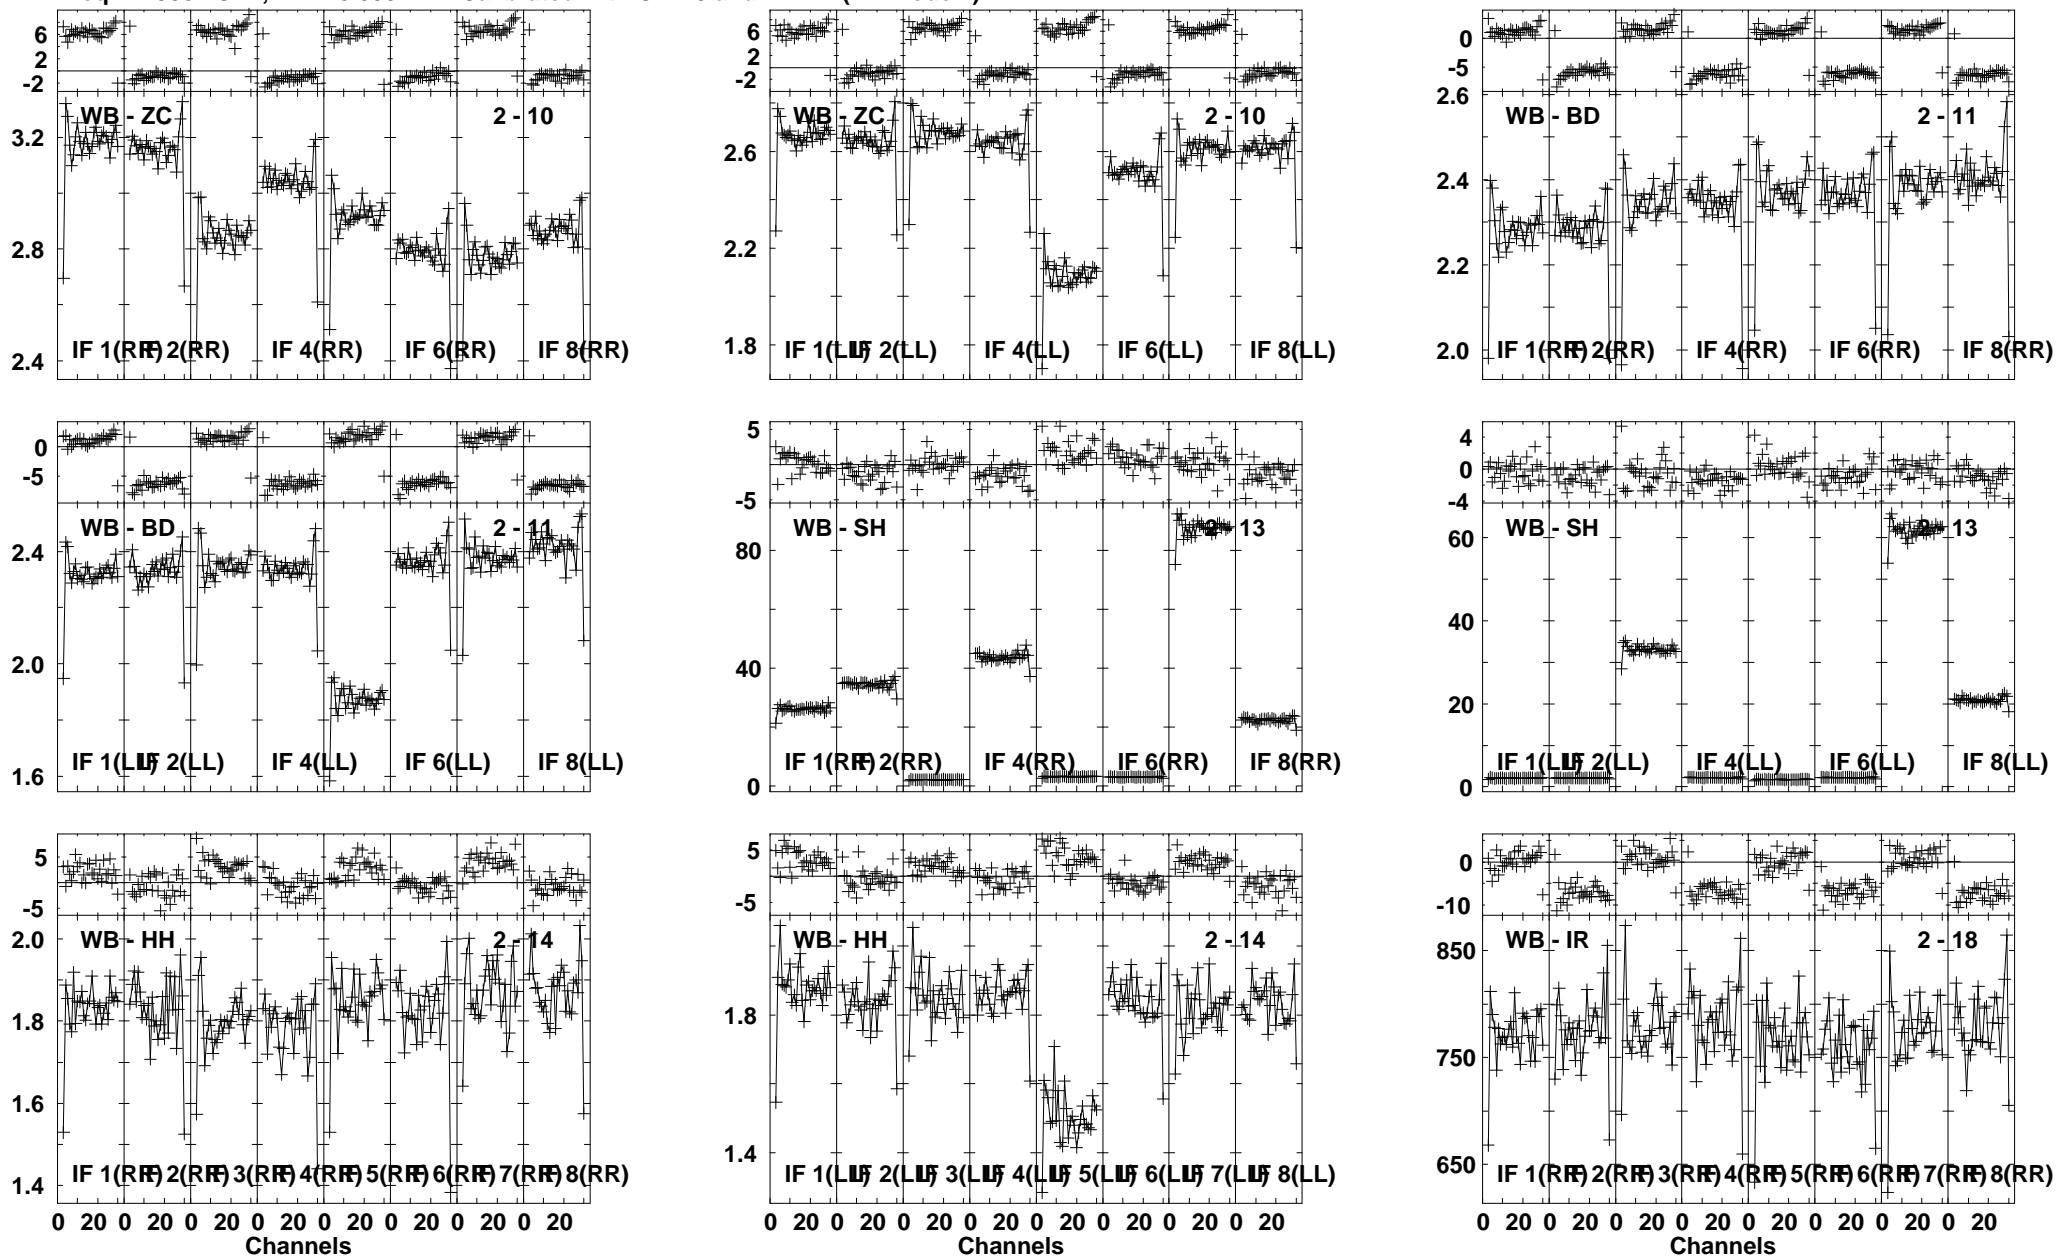 6
2
-2
WB - ZC 2 - 10
3.2
2.8
2.4
IF 1(RR) IF 2(RR) IF 4(RR) IF 6(RR) IF 8(RR)
6
2
-2
WB - ZC 2 - 10
2.6
2.2
1.8
IF 1(LL) IF 2(LL) IF 4(LL) IF 6(LL) IF 8(LL)
0
-5
2.6
WB - BD 2 - 11
2.4
2.2
2.0
IF 1(RR) IF 2(RR) IF 4(RR) IF 6(RR) IF 8(RR)
0
-5
WB - BD 2 - 11
2.4
2.0
IF 1(LL) IF 2(LL) IF 4(LL) IF 6(LL) IF 8(LL)
1.6
5
-5
WB - SH 2 - 13
80
40
IF 1(RR) IF 2(RR) IF 4(RR) IF 6(RR) IF 8(RR)
0
4
0
-4
WB - SH 2 - 13
60
40
20
IF 1(LL) IF 2(LL) IF 4(LL) IF 6(LL) IF 8(LL)
0
5
-5
2.0
WB - HH 2 - 14
1.8
1.6
1.4
IF 1(RR) IF 2(RR) IF 3(RR) IF 4(RR) IF 5(RR) IF 6(RR) IF 7(RR) IF 8(RR)
0 20 0 20 0 20 0 20 0 20 0 20 0 20 0 20
Channels
5
-5
WB - HH 2 - 14
1.8
1.4
IF 1(LL) IF 2(LL) IF 3(LL) IF 4(LL) IF 5(LL) IF 6(LL) IF 7(LL) IF 8(LL)
0 20 0 20 0 20 0 20 0 20 0 20 0 20 0 20
Channels
0
-10
WB - IR 2 - 18
850
750
650
IF 1(RR) IF 2(RR) IF 3(RR) IF 4(RR) IF 5(RR) IF 6(RR) IF 7(RR) IF 8(RR)
0 20 0 20 0 20 0 20 0 20 0 20 0 20 0 20
Channels